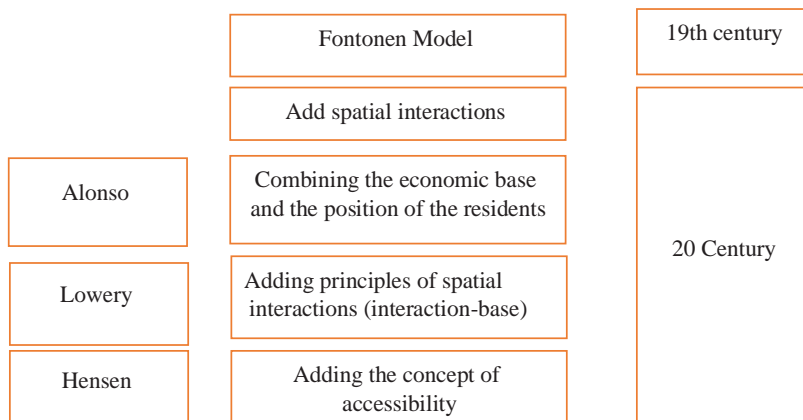 Fontonen Model
19th century
Add spatial interactions
Alonso
Combining the economic base
and the position of the residents
20 Century
Lowery
Adding principles of spatial
interactions (interaction-base)
Hensen
Adding the concept of
accessibility